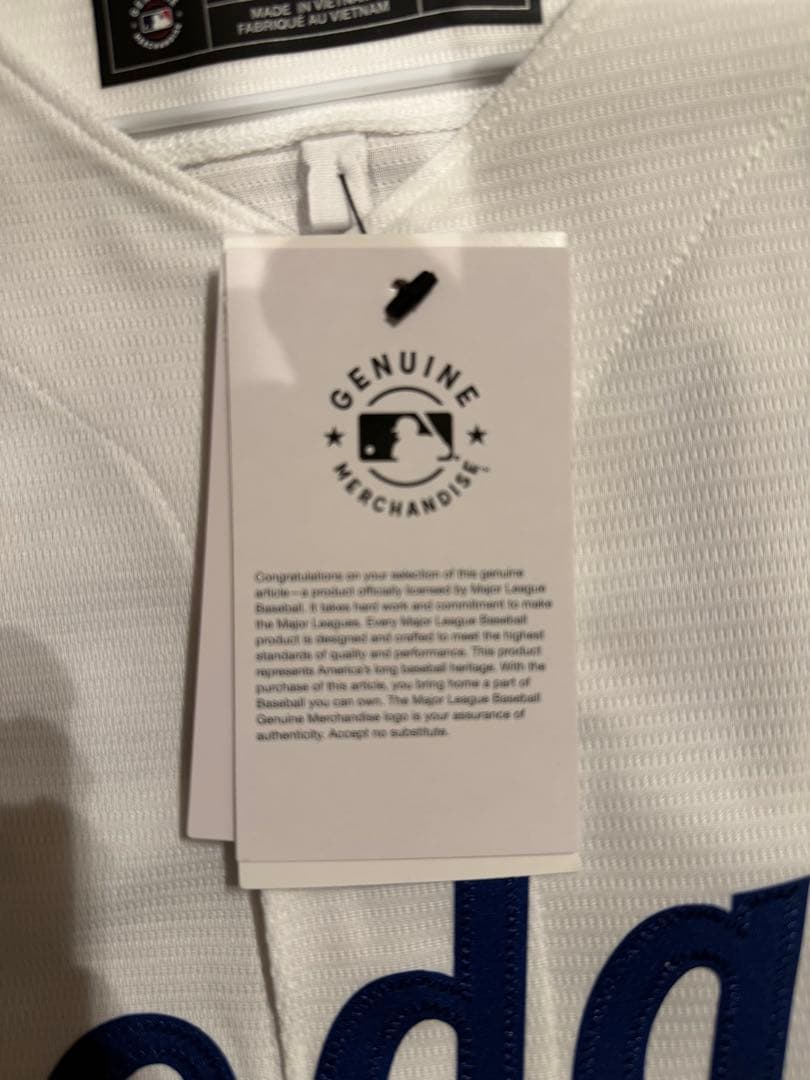 GENUINE
MERCHANDISE
MADE IN VIETNAM
FABRIQUÉ AU VIETNAM
GENUINE
MERCHANDISE
Congratulations on your selection of this genuine
article—a product officially licensed by Major League
Baseball. It takes hard work and commitment to make
the Major Leagues. Every Major League Baseball
product is designed and crafted to meet the highest
standards of quality and performance. This product
represents America's long baseball heritage. With the
purchase of this article, you bring home a part of
Baseball you can own. The Major League Baseball
Genuine Merchandise logo is your assurance of
authenticity. Accept no substitute.
odg